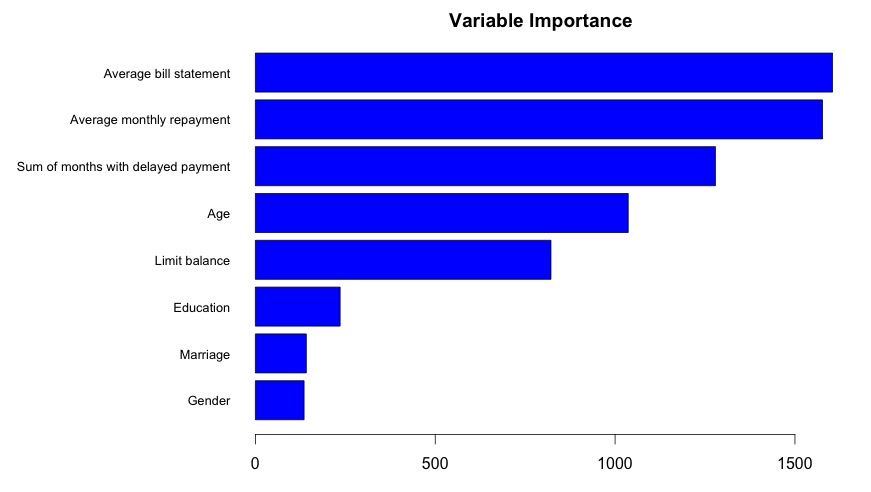 Variable Importance
Average bill statement
Average monthly repayment
Sum of months with delayed payment
Age
Limit balance
Education
Marriage
Gender
0 500 1000 1500